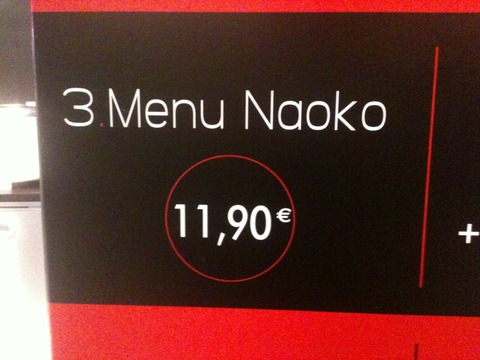 3.Menu Naoko
11,90€
+